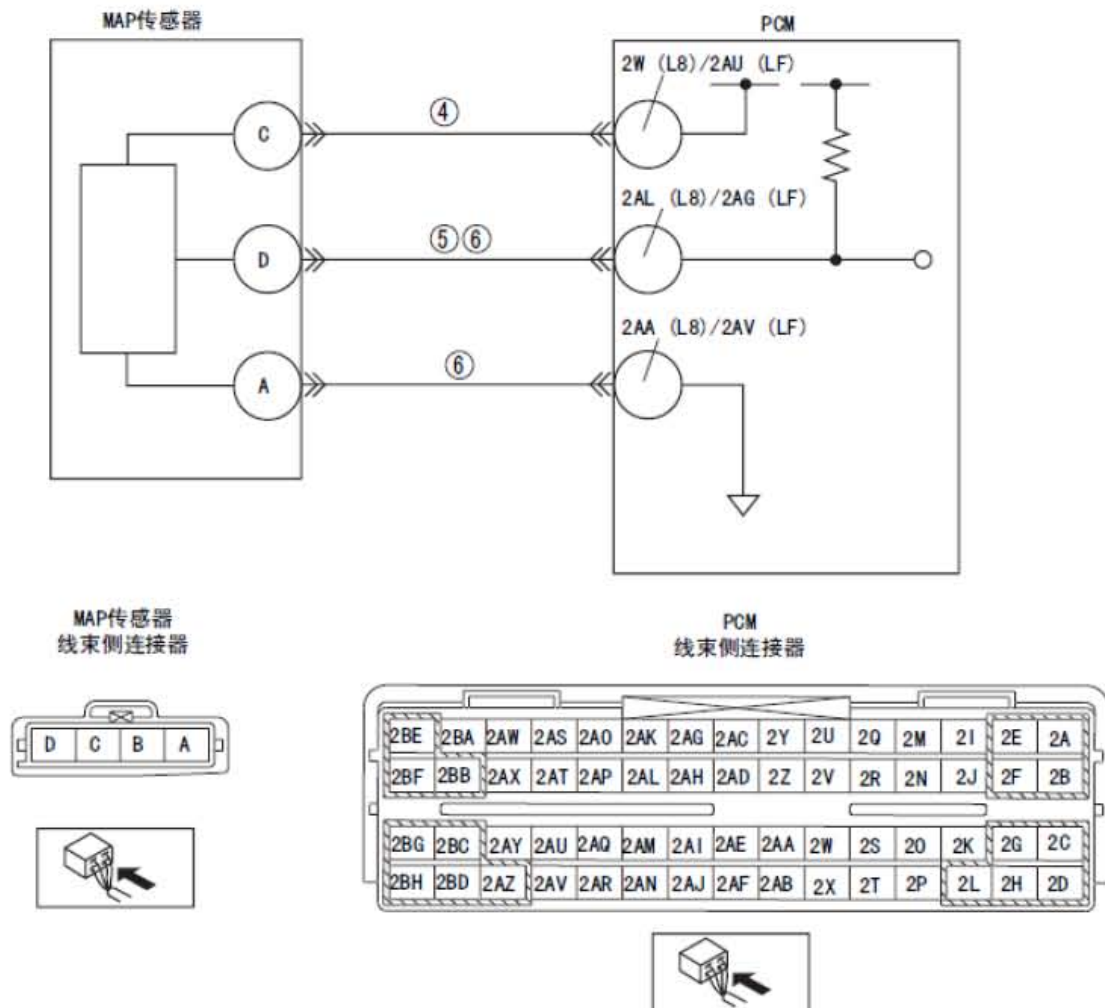 MAP传感器
PCM
2W (L8)/2AU (LF)
C
④
2AL (L8)/2AG (LF)
D
⑤⑥
2AA (L8)/2AV (LF)
A
⑥
MAP传感器
线束侧连接器
PCM
线束侧连接器
D C B A
2BE 2BA 2AW 2AS 2AO 2AK 2AG 2AC 2Y 2U 2Q 2M 2I 2E 2A
2BF 2BB 2AX 2AT 2AP 2AL 2AH 2AD 2Z 2V 2R 2N 2J 2F 2B
2BG 2BC 2AY 2AU 2AQ 2AM 2AI 2AE 2AA 2W 2S 2O 2K 2G 2C
2BH 2BD 2AZ 2AV 2AR 2AN 2AJ 2AF 2AB 2X 2T 2P 2L 2H 2D